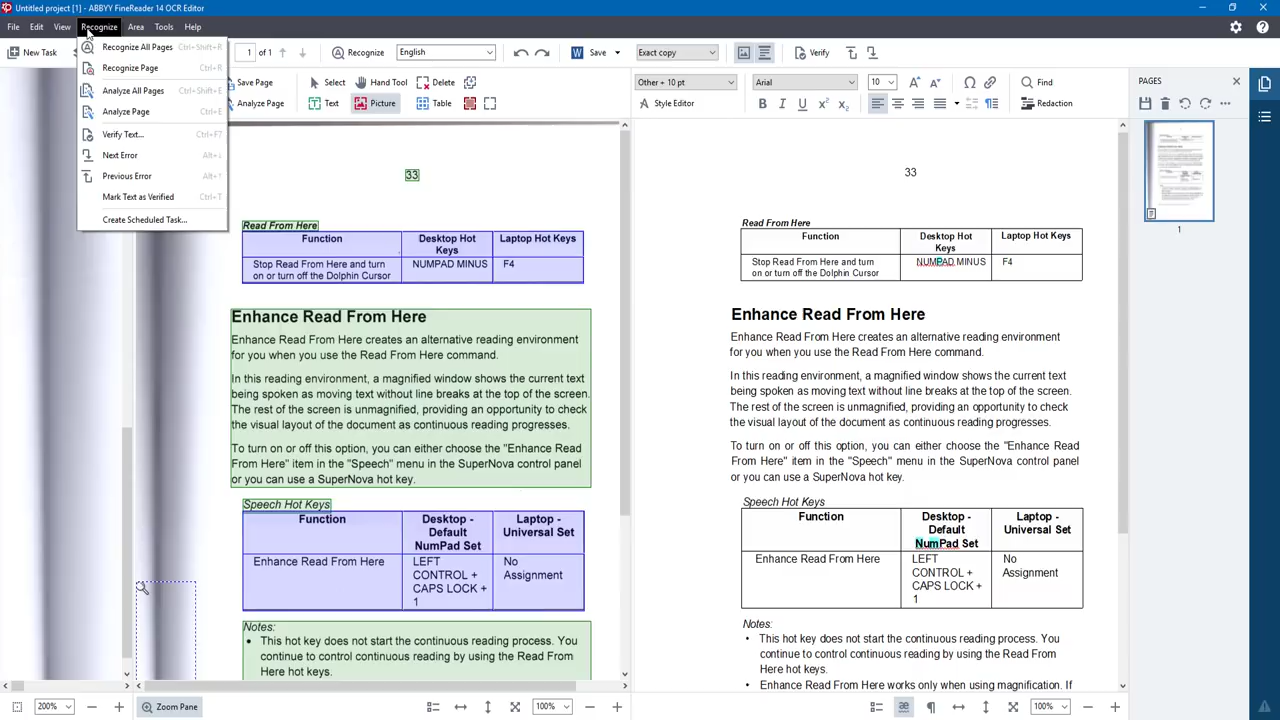 Untitled project [1] - ABBYY FineReader 14 OCR Editor
File Edit View Recognize Area Tools Help
New Task 1 of 1 Recognize English W Save Exact copy Verify
Recognize All Pages Ctrl+Shift+R
Recognize Page Ctrl+R
Analyze All Pages Ctrl+Shift+E
Analyze Page Ctrl+E
Verify Text... Ctrl+F7
Next Error Alt+↓
Previous Error Alt+↑
Mark Text as Verified Ctrl+T
Create Scheduled Task...
Save Page Select Hand Tool Delete
Analyze Page Text Picture Table
Other + 10 pt Arial 10 Find
Style Editor B I U Redaction
PAGES
1
33
Read From Here
Function Desktop Hot Keys Laptop Hot Keys
Stop Read From Here and turn NUMPAD MINUS F4
on or turn off the Dolphin Cursor
Enhance Read From Here
Enhance Read From Here creates an alternative reading environment
for you when you use the Read From Here command.
In this reading environment, a magnified window shows the current text
being spoken as moving text without line breaks at the top of the screen.
The rest of the screen is unmagnified, providing an opportunity to check
the visual layout of the document as continuous reading progresses.
To turn on or off this option, you can either choose the "Enhance Read
From Here" item in the "Speech" menu in the SuperNova control panel
or you can use a SuperNova hot key.
Speech Hot Keys
Function Desktop - Default NumPad Set Laptop - Universal Set
Enhance Read From Here LEFT CONTROL + CAPS LOCK + 1 No Assignment
Notes:
• This hot key does not start the continuous reading process. You
continue to control continuous reading by using the Read From
Here hot keys.
33
Read From Here
Function Desktop Hot Keys Laptop Hot Keys
Stop Read From Here and turn NUMPAD MINUS F4
on or turn off the Dolphin Cursor
Enhance Read From Here
Enhance Read From Here creates an alternative reading environment
for you when you use the Read From Here command.
In this reading environment, a magnified window shows the current text
being spoken as moving text without line breaks at the top of the screen.
The rest of the screen is unmagnified, providing an opportunity to check
the visual layout of the document as continuous reading progresses.
To turn on or off this option, you can either choose the "Enhance Read
From Here" item in the "Speech" menu in the SuperNova control panel
or you can use a SuperNova hot key.
Speech Hot Keys
Function Desktop - Default NumPad Set Laptop - Universal Set
Enhance Read From Here LEFT CONTROL + CAPS LOCK + 1 No Assignment
Notes:
• This hot key does not start the continuous reading process. You
continue to control continuous reading by using the Read From
Here hot keys.
• Enhance Read From Here works only when using magnification. If
200% Zoom Pane 100% 100%